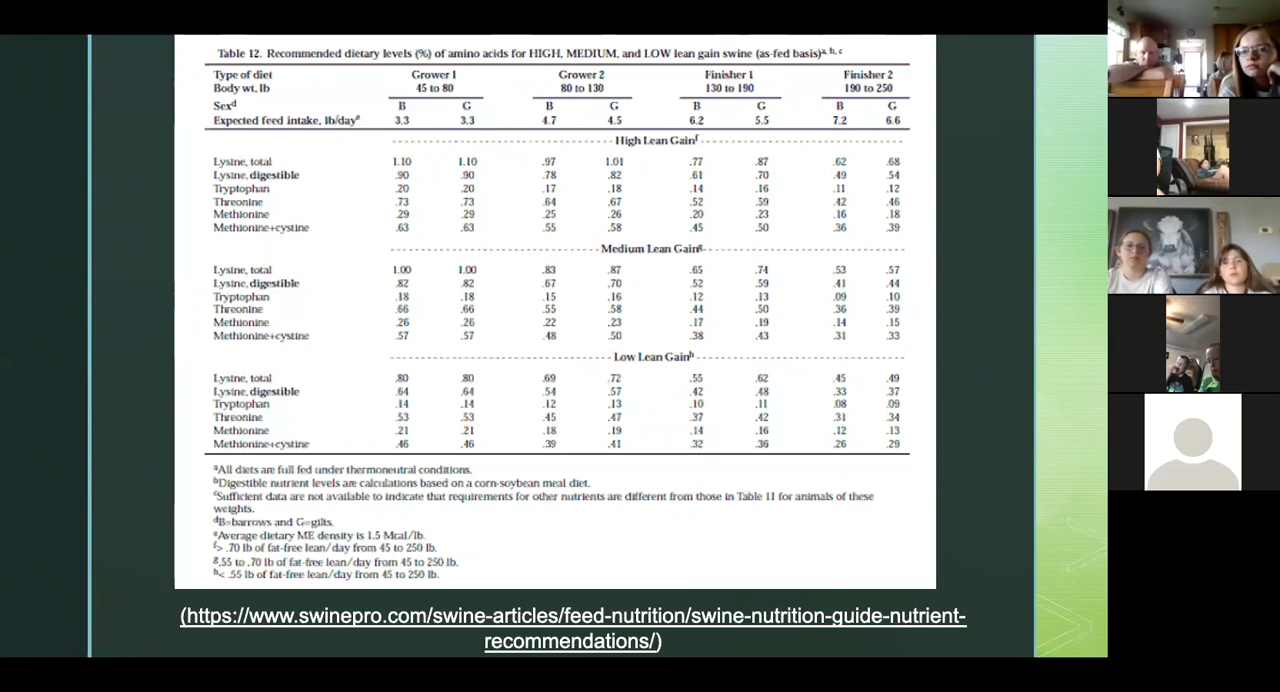 Table 12. Recommended dietary levels (%) of amino acids for HIGH, MEDIUM, and LOW lean gain swine (as-fed basis)a, b, c
Type of diet Grower 1 Grower 2 Finisher 1 Finisher 2
Body wt, lb 45 to 80 80 to 130 130 to 190 190 to 250
Sexd B G B G B G B G
Expected feed intake, lb/daye 3.3 3.3 4.7 4.5 6.2 5.5 7.2 6.6
High Lean Gainf
Lysine, total 1.10 1.10 .97 1.01 .77 .87 .62 .68
Lysine, digestible .90 .90 .78 .82 .61 .70 .49 .54
Tryptophan .20 .20 .17 .18 .14 .16 .11 .12
Threonine .73 .73 .64 .67 .52 .59 .42 .46
Methionine .29 .29 .25 .26 .20 .23 .16 .18
Methionine+cystine .63 .63 .55 .58 .45 .50 .36 .39
Medium Lean Gaing
Lysine, total 1.00 1.00 .83 .87 .65 .74 .53 .57
Lysine, digestible .82 .82 .67 .70 .52 .59 .41 .44
Tryptophan .18 .18 .15 .16 .12 .13 .09 .10
Threonine .66 .66 .55 .58 .44 .50 .36 .39
Methionine .26 .26 .22 .23 .17 .19 .14 .15
Methionine+cystine .57 .57 .48 .50 .38 .43 .31 .33
Low Lean Gainh
Lysine, total .80 .80 .69 .72 .55 .62 .45 .49
Lysine, digestible .64 .64 .54 .57 .42 .48 .33 .37
Tryptophan .14 .14 .12 .13 .10 .11 .08 .09
Threonine .53 .53 .45 .47 .37 .42 .31 .34
Methionine .21 .21 .18 .19 .14 .16 .12 .13
Methionine+cystine .46 .46 .39 .41 .32 .36 .26 .29
aAll diets are full fed under thermoneutral conditions.
bDigestible nutrient levels are calculations based on a corn-soybean meal diet.
cSufficient data are not available to indicate that requirements for other nutrients are different from those in Table 11 for animals of these
weights.
dB=barrows and G=gilts.
eAverage dietary ME density is 1.5 Mcal/lb.
f> .70 lb of fat-free lean/day from 45 to 250 lb.
g.55 to .70 lb of fat-free lean/day from 45 to 250 lb.
h< .55 lb of fat-free lean/day from 45 to 250 lb.
(https://www.swinepro.com/swine-articles/feed-nutrition/swine-nutrition-guide-nutrient-
recommendations/)